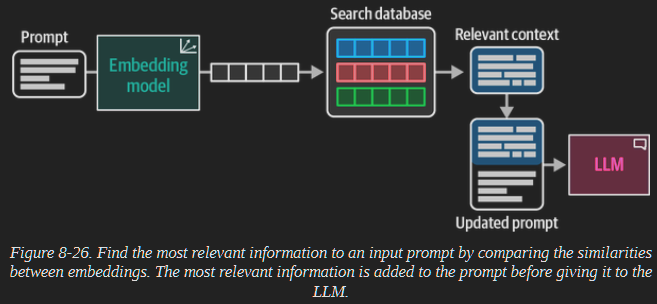 Prompt
Embedding
model
Search database
Relevant context
Updated prompt
LLM
Figure 8-26. Find the most relevant information to an input prompt by comparing the similarities
between embeddings. The most relevant information is added to the prompt before giving it to the
LLM.